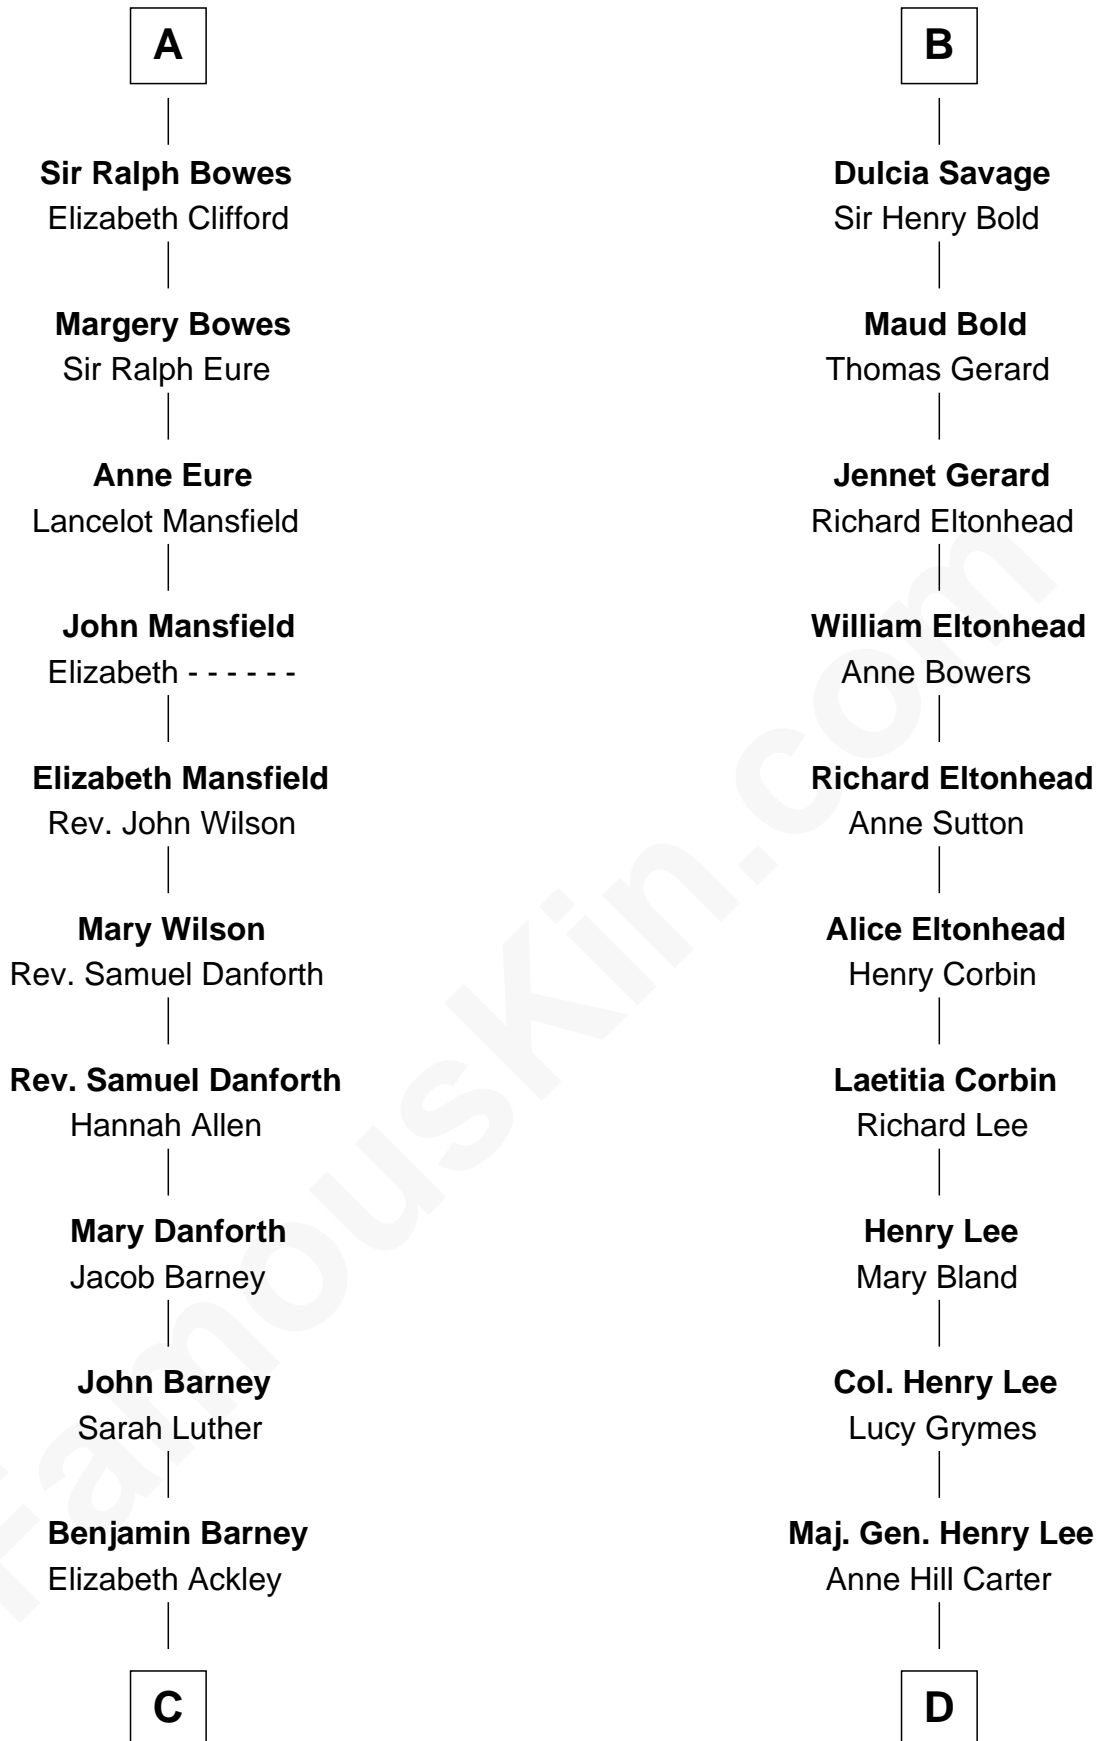 A
Sir Ralph Bowes
Elizabeth Clifford
Margery Bowes
Sir Ralph Eure
Anne Eure
Lancelot Mansfield
John Mansfield
Elizabeth - - - - - -
Elizabeth Mansfield
Rev. John Wilson
Mary Wilson
Rev. Samuel Danforth
Rev. Samuel Danforth
Hannah Allen
Mary Danforth
Jacob Barney
John Barney
Sarah Luther
Benjamin Barney
Elizabeth Ackley
C
B
Dulcia Savage
Sir Henry Bold
Maud Bold
Thomas Gerard
Jennet Gerard
Richard Eltonhead
William Eltonhead
Anne Bowers
Richard Eltonhead
Anne Sutton
Alice Eltonhead
Henry Corbin
Laetitia Corbin
Richard Lee
Henry Lee
Mary Bland
Col. Henry Lee
Lucy Grymes
Maj. Gen. Henry Lee
Anne Hill Carter
D
FamousKin.com